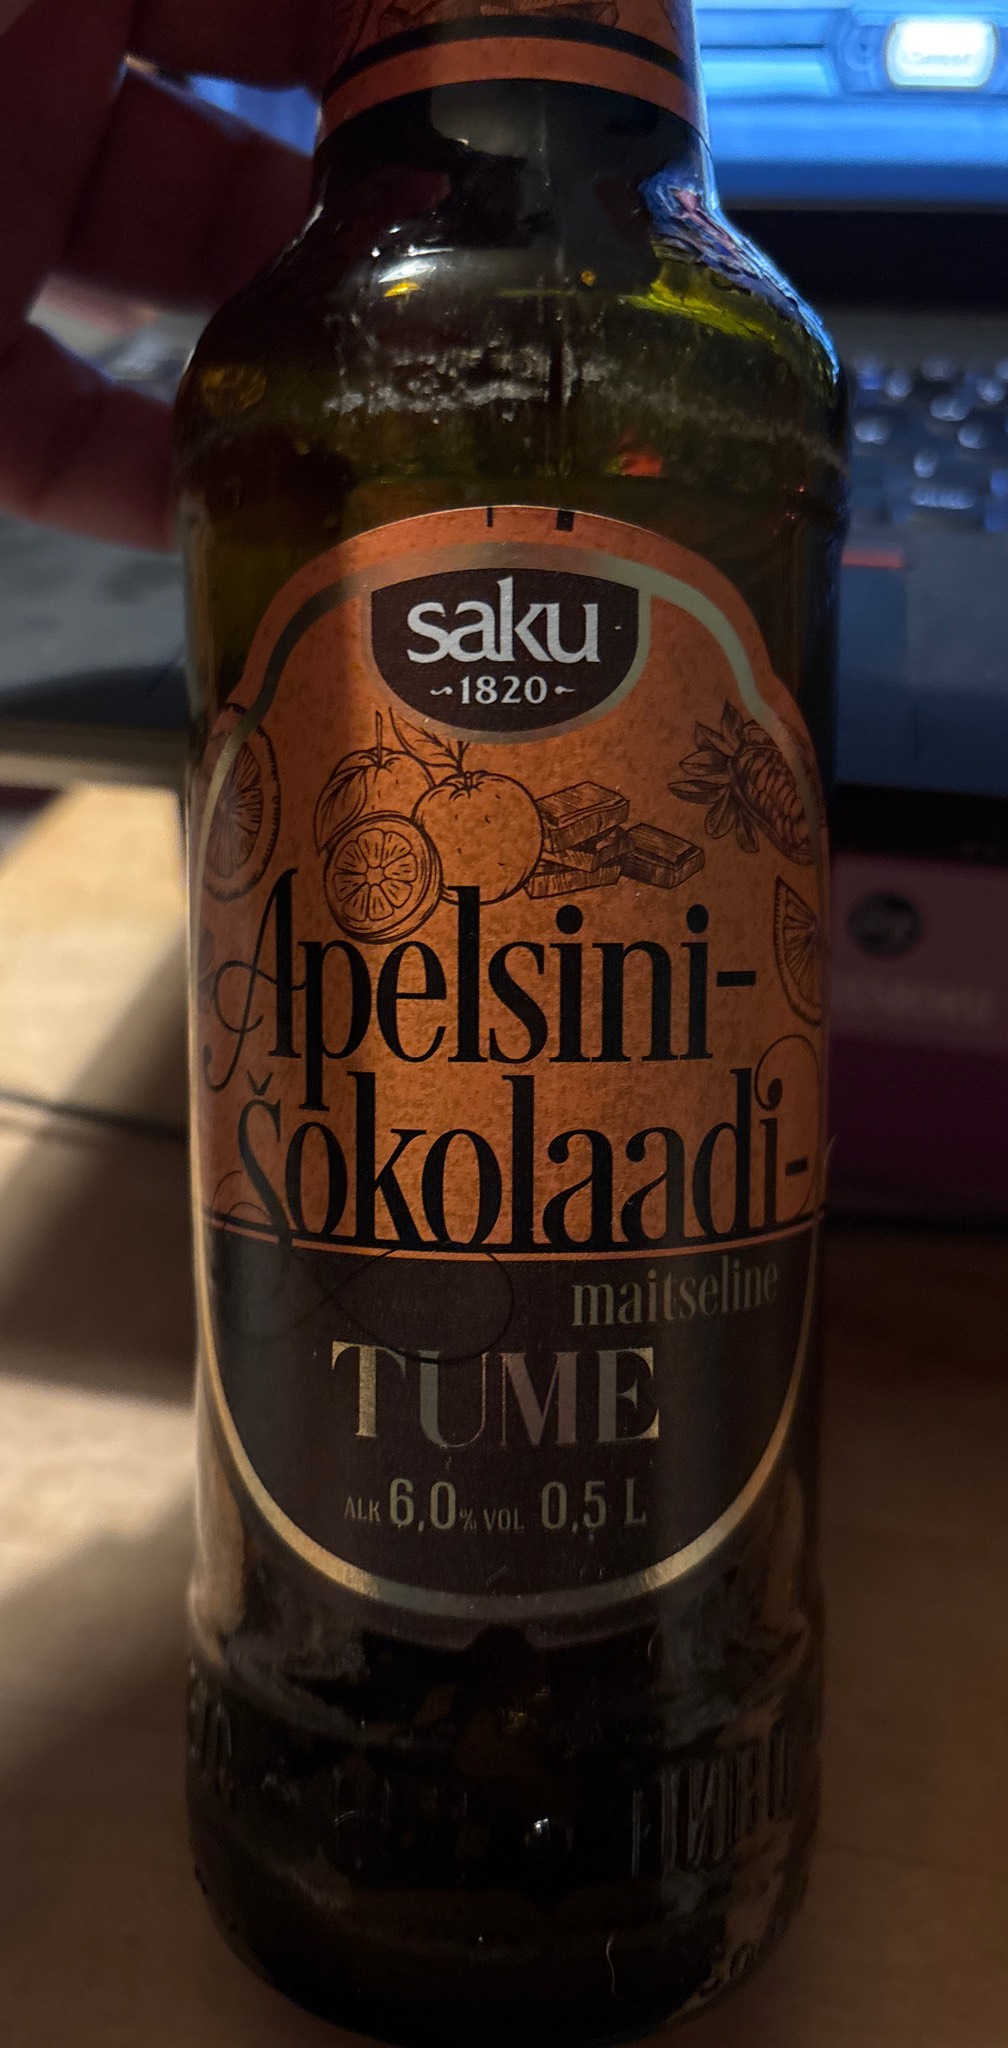 saku
1820
Apelsini-
Šokolaadi-
maitseline
TUME
ALK 6,0% VOL 0,5 L